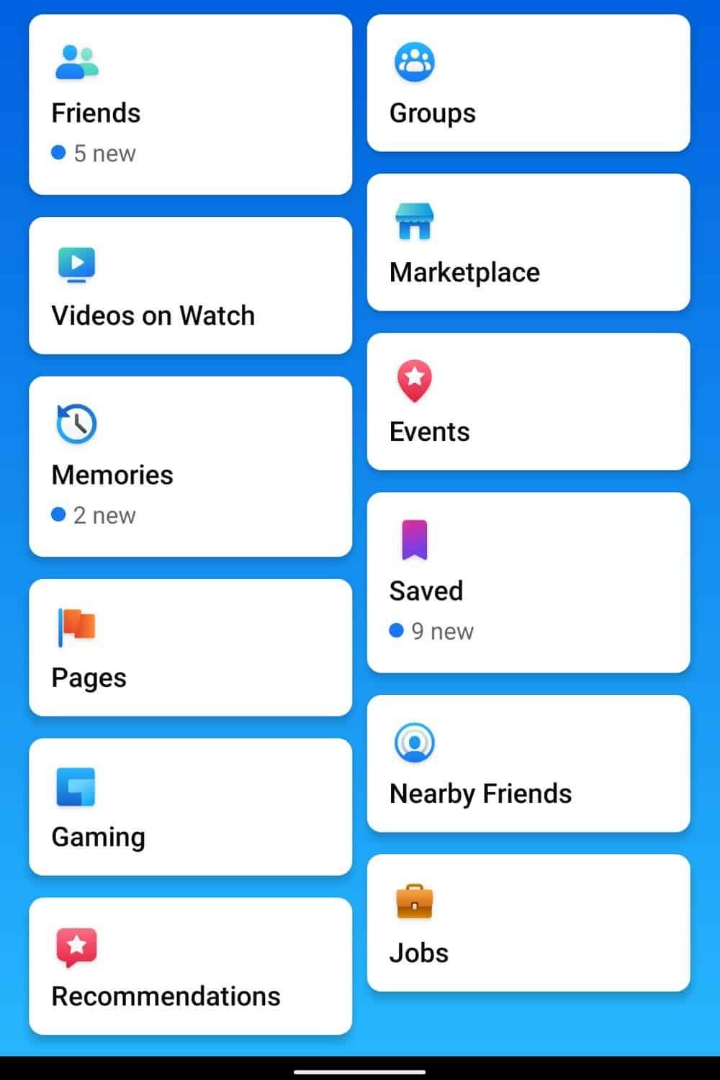 Friends
5 new
Videos on Watch
Memories
2 new
Pages
Gaming
Recommendations
Groups
Marketplace
Events
Saved
9 new
Nearby Friends
Jobs